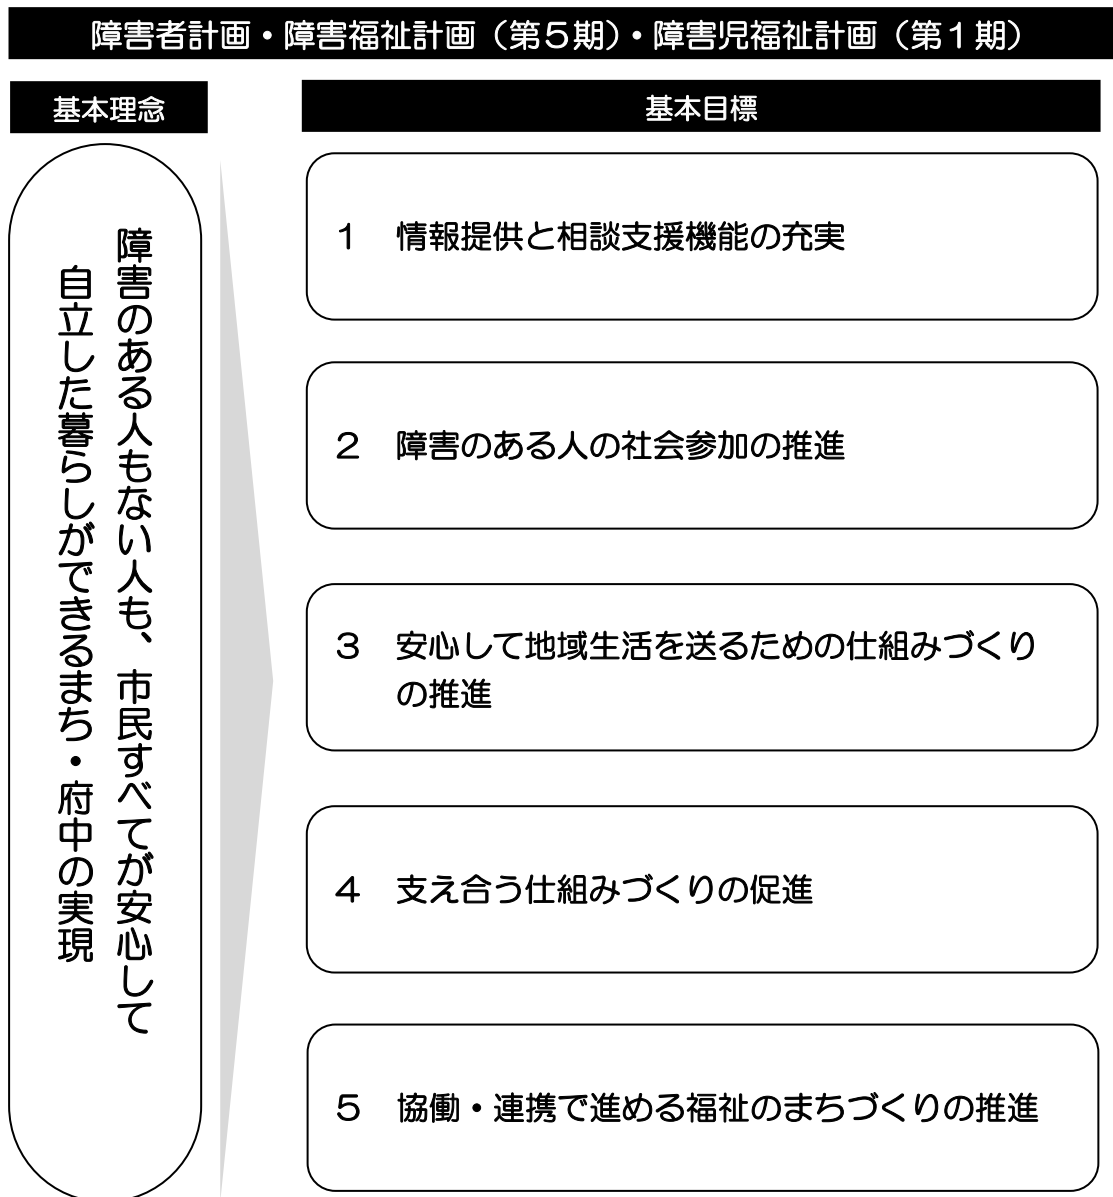 障害者計画・障害福祉計画（第５期）・障害児福祉計画（第１期）
基本理念
障害のある人もない人も、市民すべてが安心して
自立した暮らしができるまち・府中の実現
基本目標
１　情報提供と相談支援機能の充実
２　障害のある人の社会参加の推進
３　安心して地域生活を送るための仕組みづくり
の推進
４　支え合う仕組みづくりの促進
５　協働・連携で進める福祉のまちづくりの推進